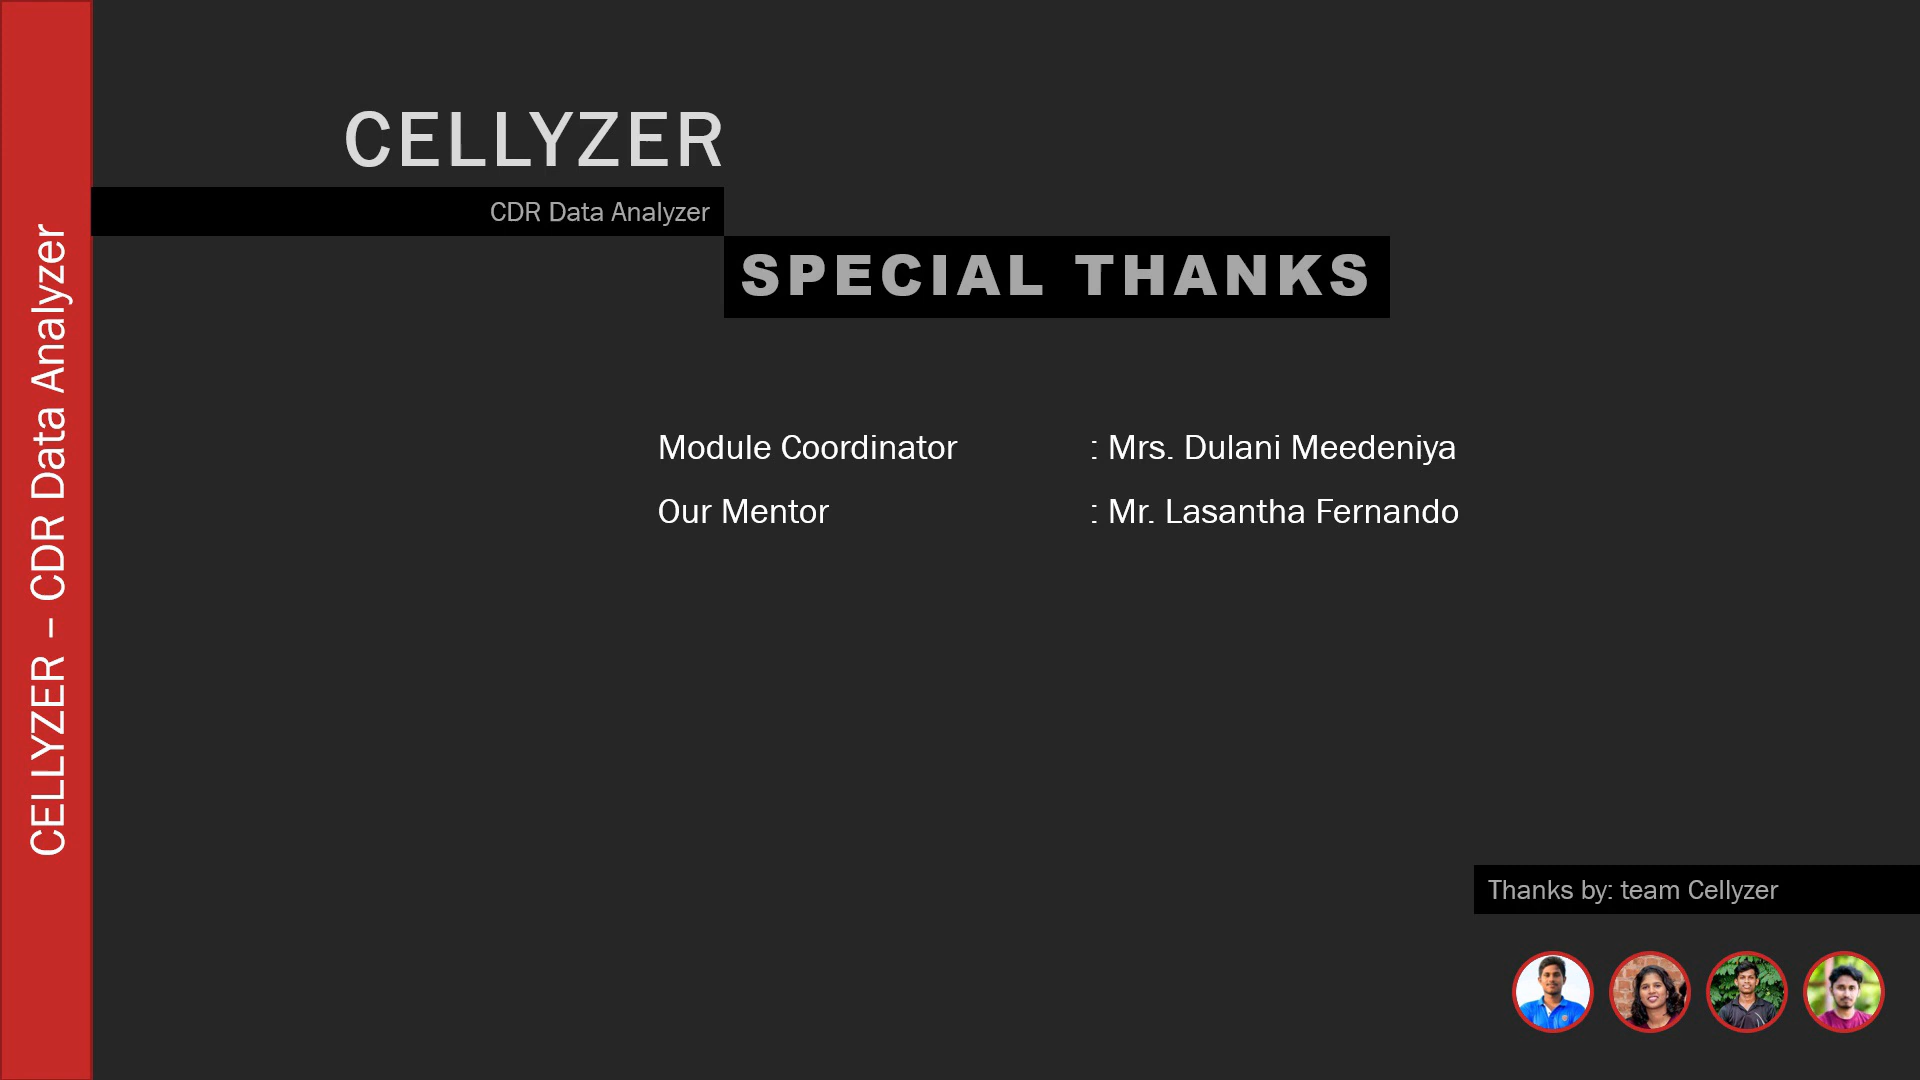 CELLYZER – CDR Data Analyzer
CELLYZER
CDR Data Analyzer
SPECIAL THANKS
Module Coordinator : Mrs. Dulani Meedeniya
Our Mentor : Mr. Lasantha Fernando
Thanks by: team Cellyzer